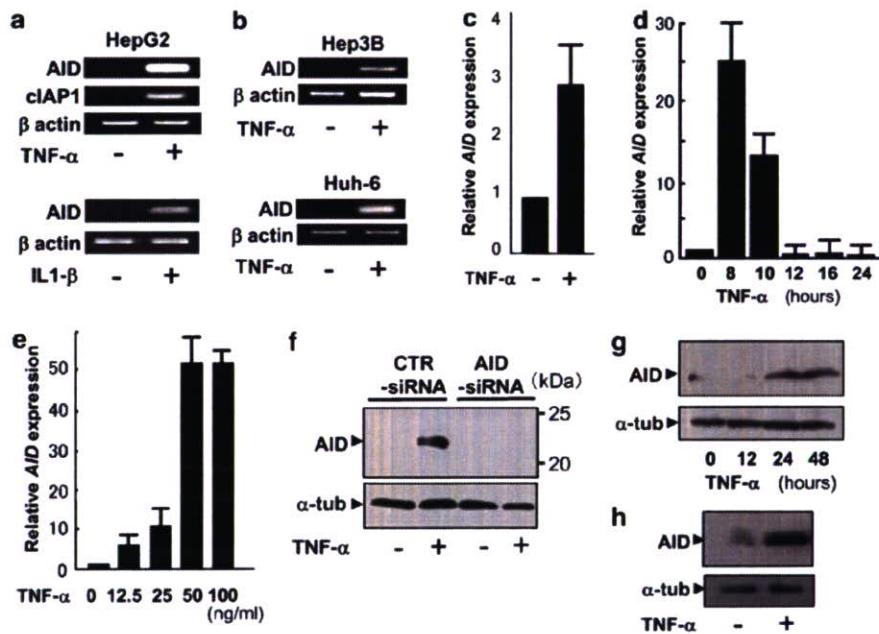 a
HepG2
AID
cIAP1
β actin
TNF-α - +
AID
β actin
IL1-β - +
b
Hep3B
AID
β actin
TNF-α - +
Huh-6
AID
β actin
TNF-α - +
c
Relative AID expression
4
3
2
1
0
TNF-α - +
d
Relative AID expression
30
20
10
0
0 8 10 12 16 24
TNF-α (hours)
e
Relative AID expression
50
40
30
20
10
0
TNF-α 0 12.5 25 50 100
(ng/ml)
f
CTR AID
-siRNA -siRNA (kDa)
25
AID
20
α-tub
TNF-α - + - +
g
AID
α-tub
0 12 24 48
TNF-α (hours)
h
AID
α-tub
TNF-α - +